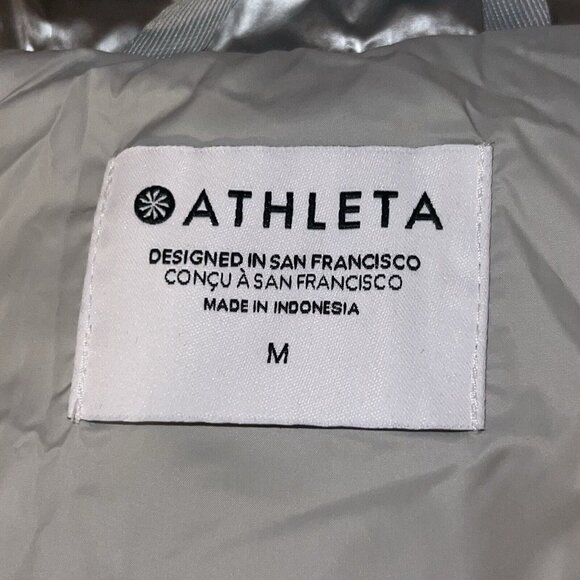 ATHLETA
DESIGNED IN SAN FRANCISCO
CONÇU À SAN FRANCISCO
MADE IN INDONESIA
M